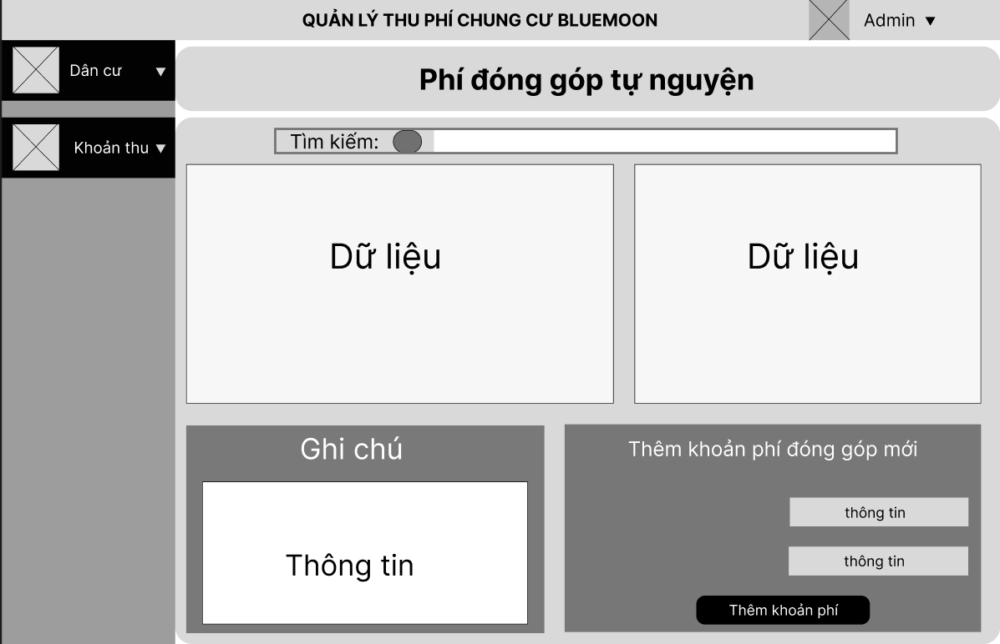 QUẢN LÝ THU PHÍ CHUNG CƯ BLUEMOON
Admin ▼
Dân cư ▼
Khoản thu ▼
Phí đóng góp tự nguyện
Tìm kiếm:
Dữ liệu
Dữ liệu
Ghi chú
Thông tin
Thêm khoản phí đóng góp mới
thông tin
thông tin
Thêm khoản phí